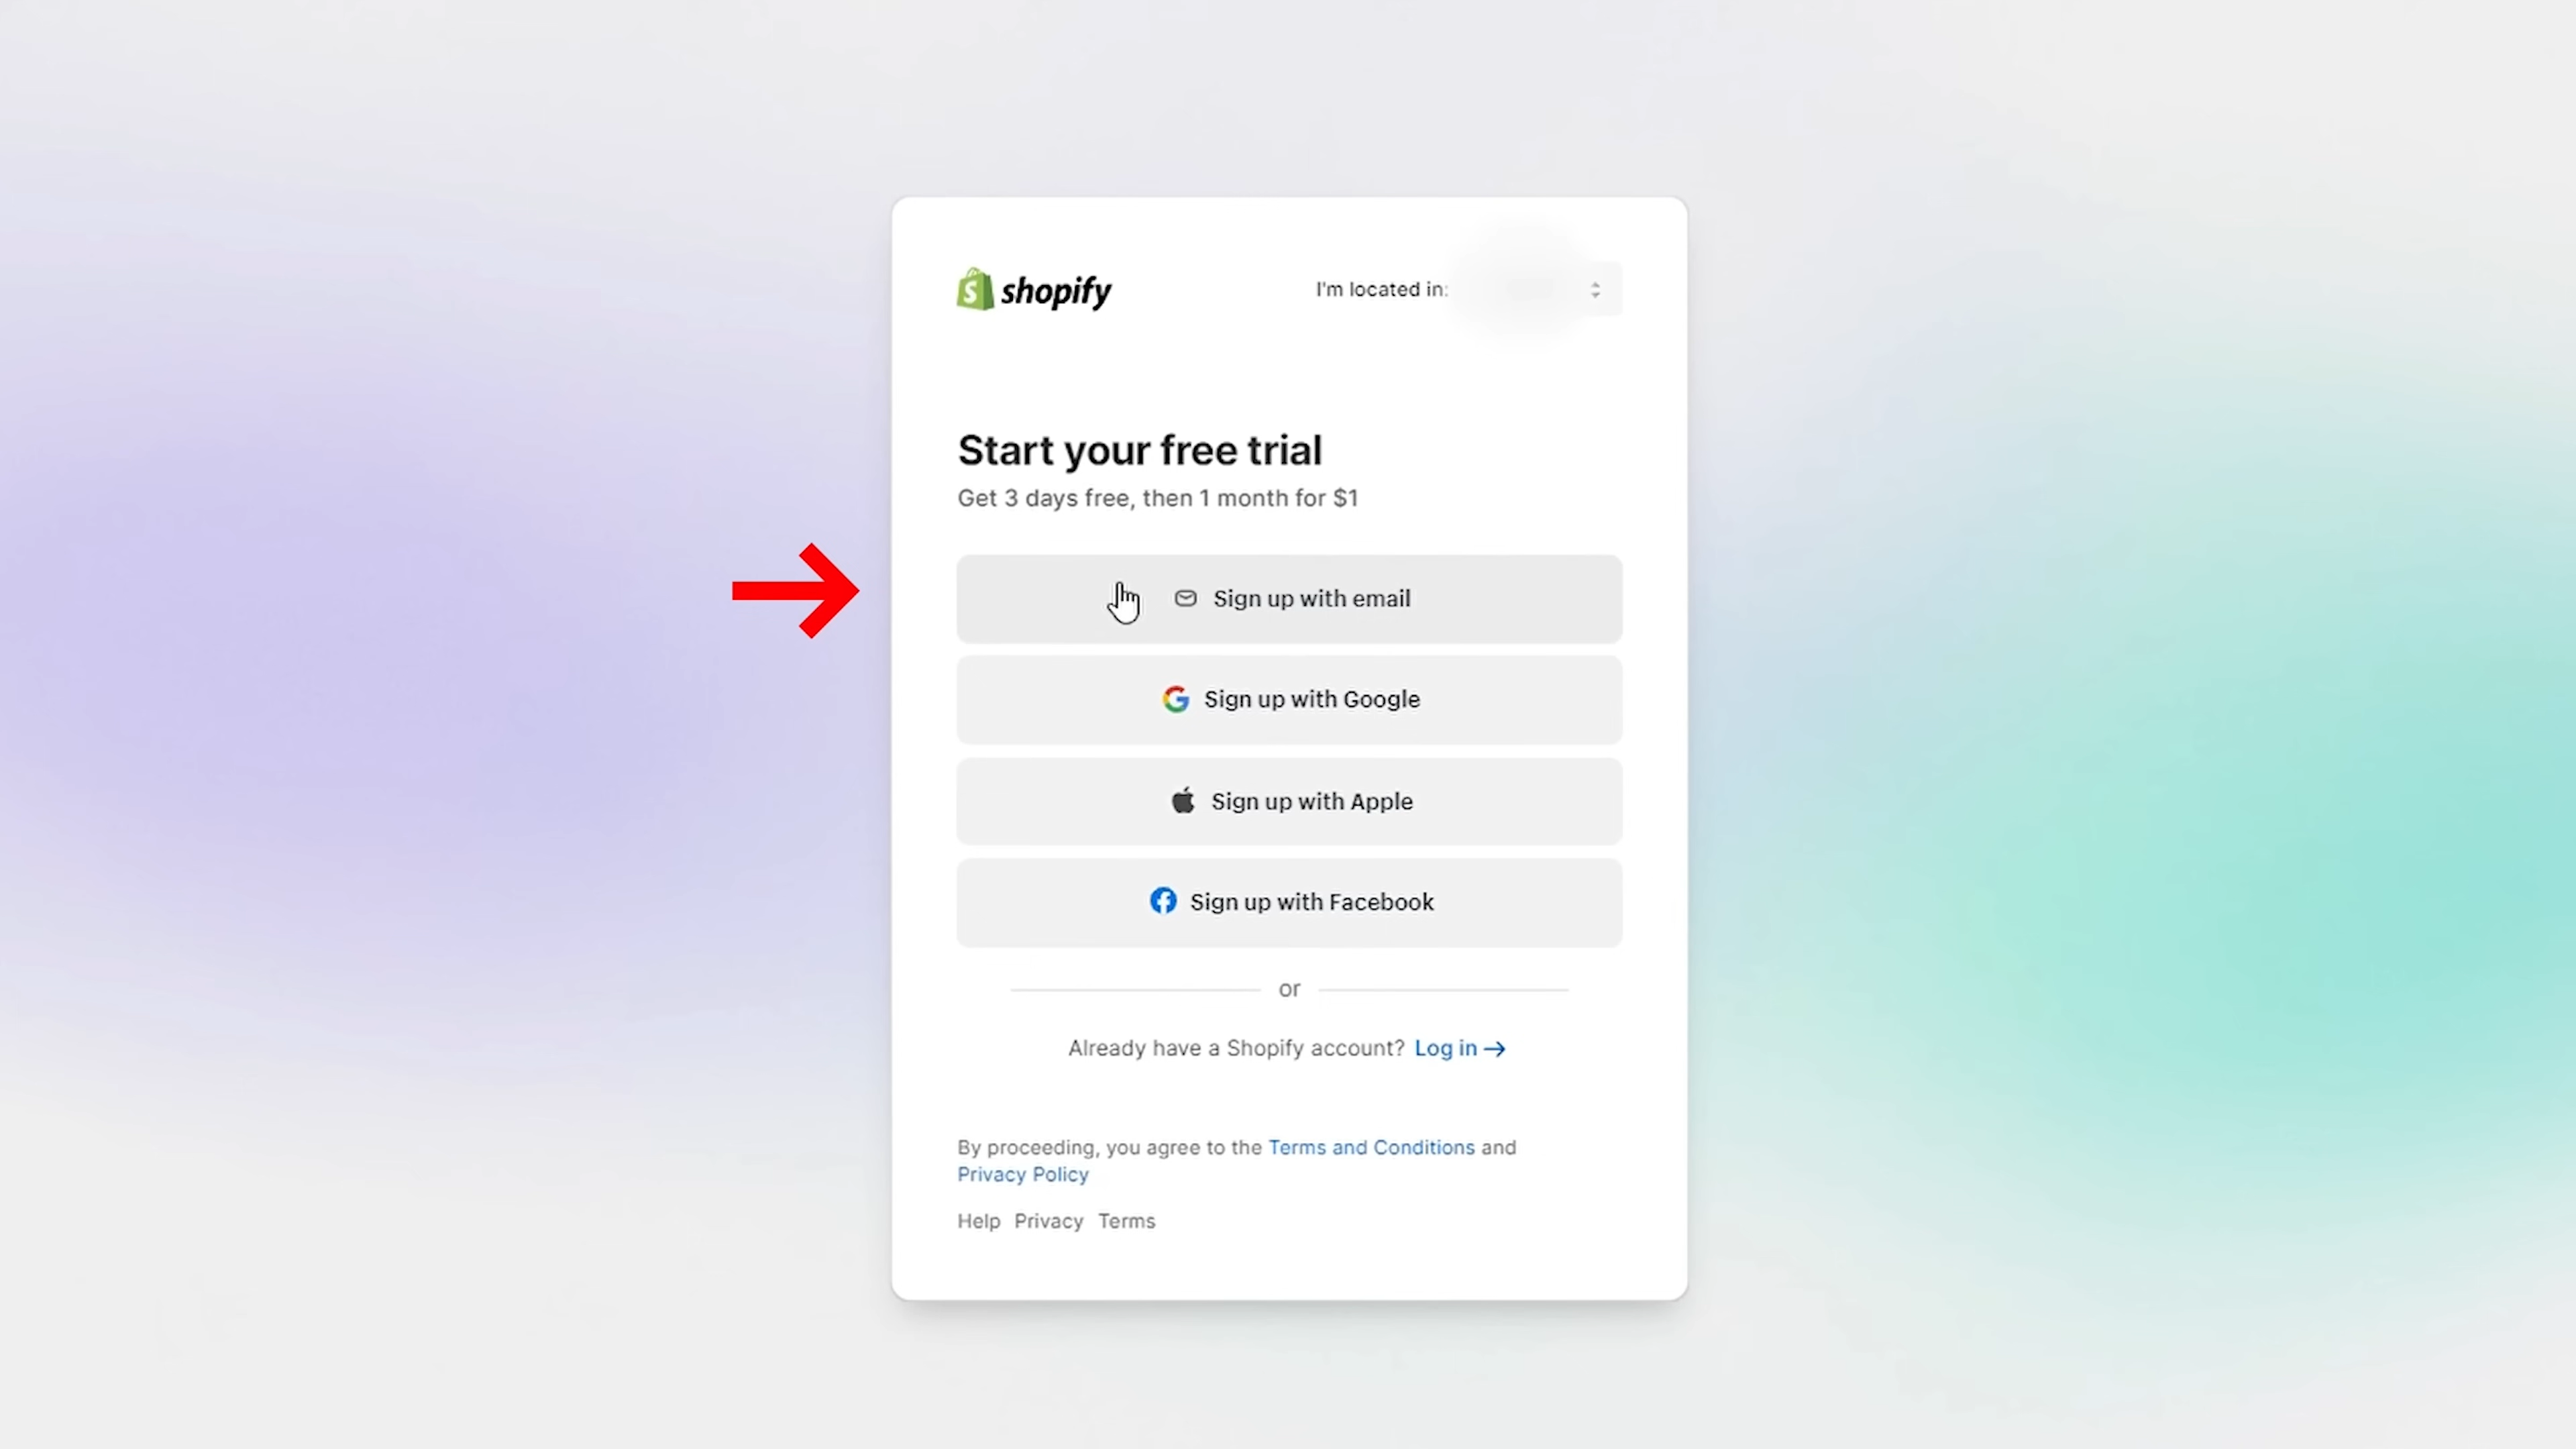 shopify
I'm located in:
Start your free trial
Get 3 days free, then 1 month for $1
Sign up with email
Sign up with Google
Sign up with Apple
Sign up with Facebook
or
Already have a Shopify account? Log in →
By proceeding, you agree to the Terms and Conditions and
Privacy Policy
Help Privacy Terms